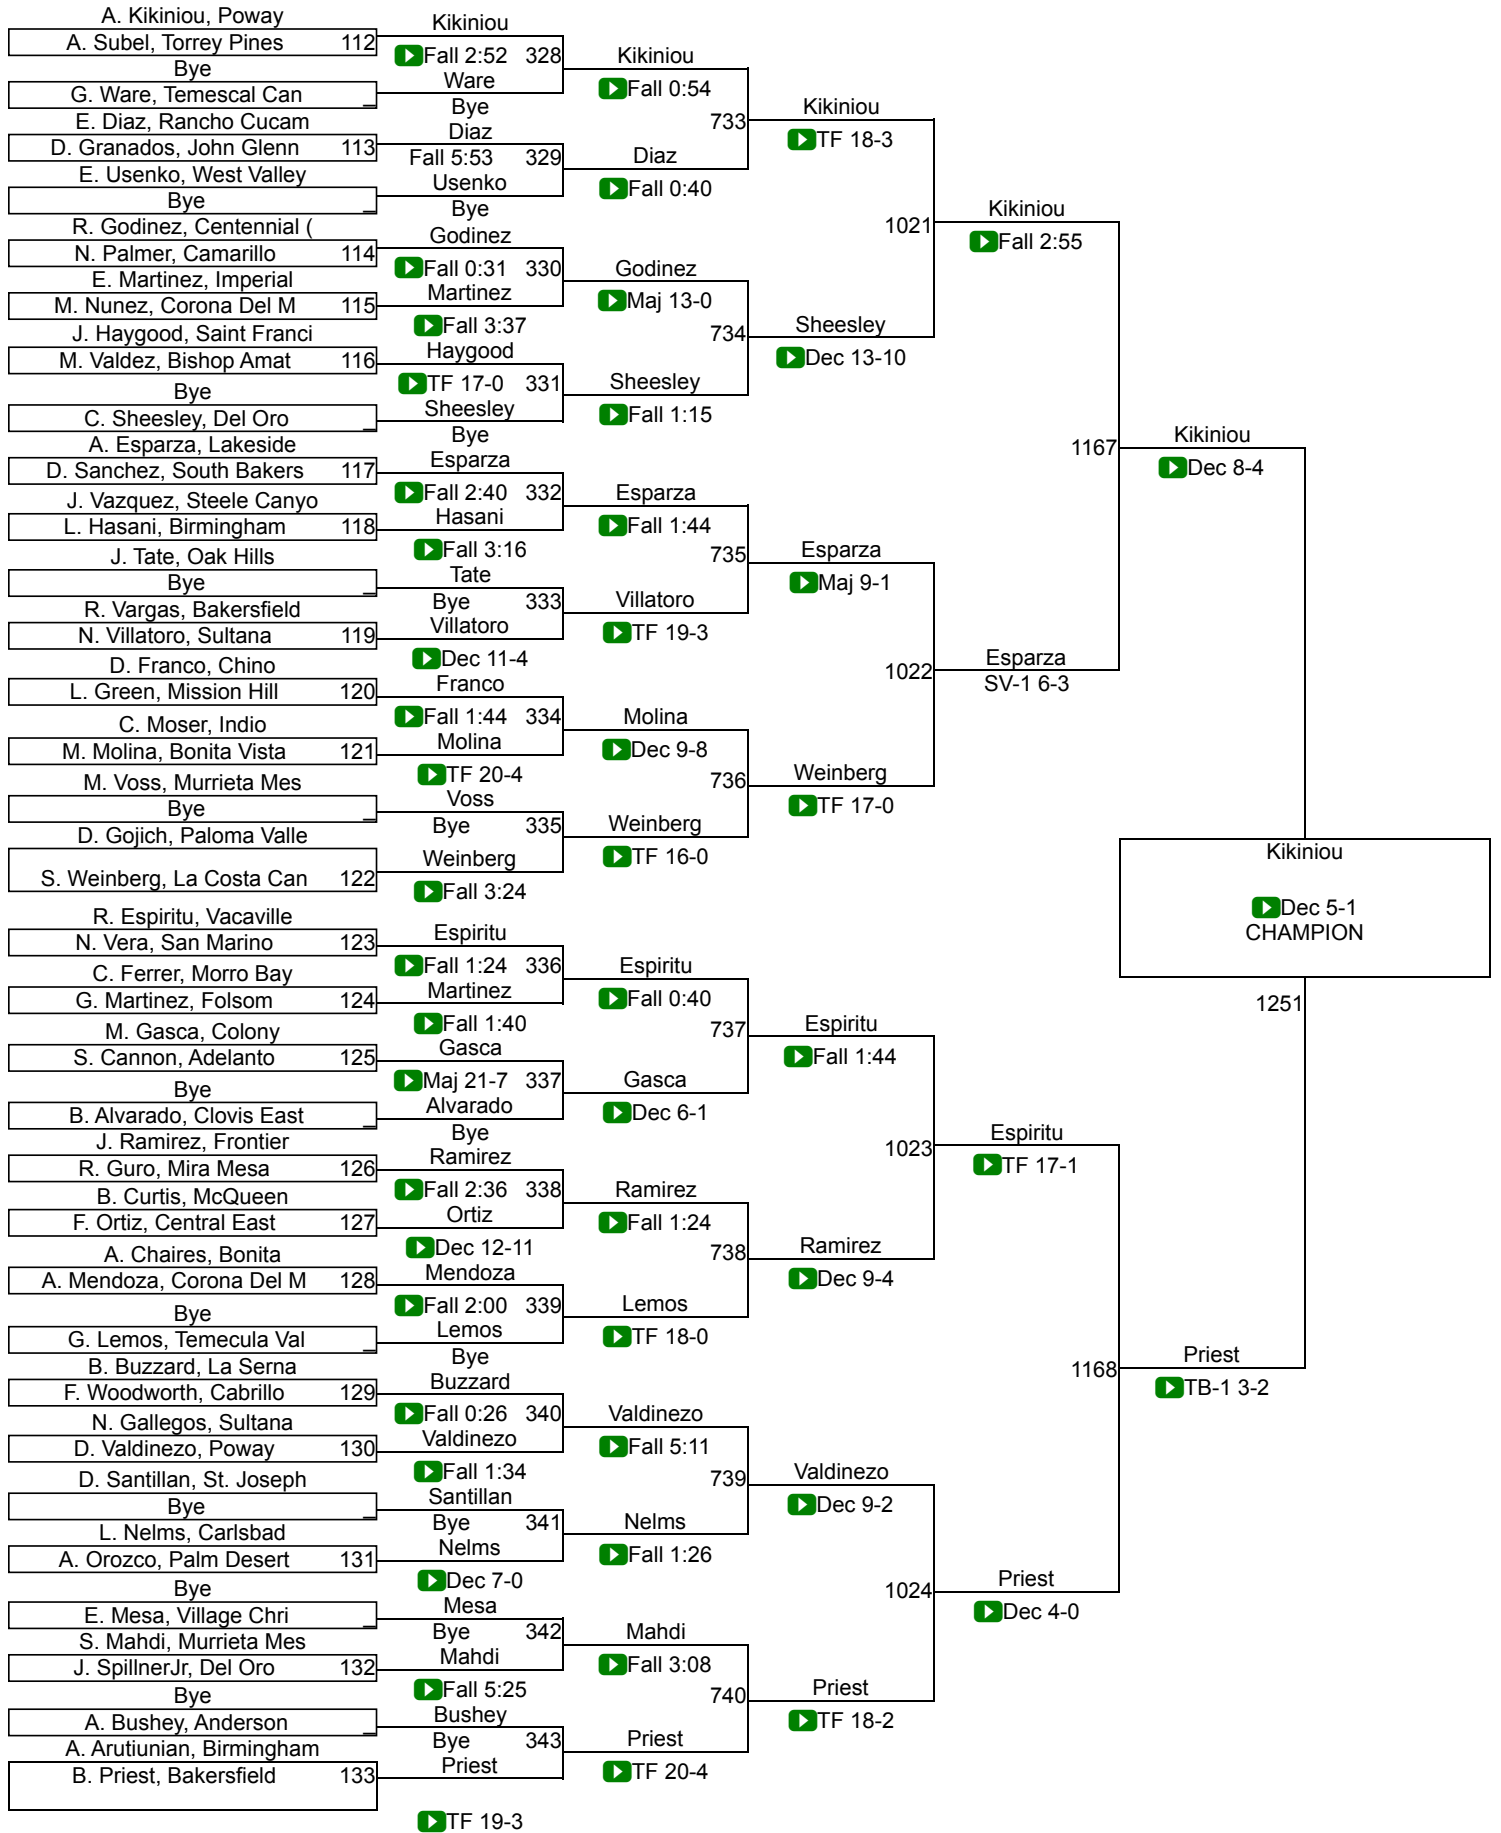 A. Kikiniou, Poway
A. Subel, Torrey Pines 112
Bye
G. Ware, Temescal Can _
E. Diaz, Rancho Cucam
D. Granados, John Glenn 113
E. Usenko, West Valley
Bye _
R. Godinez, Centennial (
N. Palmer, Camarillo 114
E. Martinez, Imperial
M. Nunez, Corona Del M 115
J. Haygood, Saint Franci
M. Valdez, Bishop Amat 116
Bye
C. Sheesley, Del Oro _
A. Esparza, Lakeside
D. Sanchez, South Bakers 117
J. Vazquez, Steele Canyo
L. Hasani, Birmingham 118
J. Tate, Oak Hills
Bye _
R. Vargas, Bakersfield
N. Villatoro, Sultana 119
D. Franco, Chino
L. Green, Mission Hill 120
C. Moser, Indio
M. Molina, Bonita Vista 121
M. Voss, Murrieta Mes
Bye _
D. Gojich, Paloma Valle
S. Weinberg, La Costa Can 122
R. Espiritu, Vacaville
N. Vera, San Marino 123
C. Ferrer, Morro Bay
G. Martinez, Folsom 124
M. Gasca, Colony
S. Cannon, Adelanto 125
Bye
B. Alvarado, Clovis East _
J. Ramirez, Frontier
R. Guro, Mira Mesa 126
B. Curtis, McQueen
F. Ortiz, Central East 127
A. Chaires, Bonita
A. Mendoza, Corona Del M 128
Bye
G. Lemos, Temecula Val _
B. Buzzard, La Serna
F. Woodworth, Cabrillo 129
N. Gallegos, Sultana
D. Valdinezo, Poway 130
D. Santillan, St. Joseph
Bye _
L. Nelms, Carlsbad
A. Orozco, Palm Desert 131
Bye
E. Mesa, Village Chri _
S. Mahdi, Murrieta Mes
J. SpillnerJr, Del Oro 132
Bye
A. Bushey, Anderson _
A. Arutiunian, Birmingham
B. Priest, Bakersfield 133
Kikiniou
Fall 2:52 328
Ware
Bye
Diaz
Fall 5:53 329
Usenko
Bye
Godinez
Fall 0:31 330
Martinez
Fall 3:37
Haygood
TF 17-0 331
Sheesley
Bye
Esparza
Fall 2:40 332
Hasani
Fall 3:16
Tate
Bye 333
Villatoro
Dec 11-4
Franco
Fall 1:44 334
Molina
TF 20-4
Voss
Bye 335
Weinberg
Fall 3:24
Espiritu
Fall 1:24 336
Martinez
Fall 1:40
Gasca
Maj 21-7 337
Alvarado
Bye
Ramirez
Fall 2:36 338
Ortiz
Dec 12-11
Mendoza
Fall 2:00 339
Lemos
Bye
Buzzard
Fall 0:26 340
Valdinezo
Fall 1:34
Santillan
Bye 341
Nelms
Dec 7-0
Mesa
Bye 342
Mahdi
Fall 5:25
Bushey
Bye 343
Priest
TF 19-3
Kikiniou
Fall 0:54
733
Diaz
Fall 0:40
Godinez
Maj 13-0
734
Sheesley
Fall 1:15
Esparza
Fall 1:44
735
Villatoro
TF 19-3
Molina
Dec 9-8
736
Weinberg
TF 16-0
Espiritu
Fall 0:40
737
Gasca
Dec 6-1
Ramirez
Fall 1:24
738
Lemos
TF 18-0
Valdinezo
Fall 5:11
739
Nelms
Fall 1:26
Mahdi
Fall 3:08
740
Priest
TF 20-4
Kikiniou
TF 18-3
1021
Sheesley
Dec 13-10
Esparza
Maj 9-1
1022
Weinberg
TF 17-0
Espiritu
Fall 1:44
1023
Ramirez
Dec 9-4
Valdinezo
Dec 9-2
1024
Priest
TF 18-2
Kikiniou
Fall 2:55
1167
Esparza
SV-1 6-3
Espiritu
TF 17-1
1168
Priest
Dec 4-0
Kikiniou
Dec 8-4
Priest
TB-1 3-2
Kikiniou
Dec 5-1
CHAMPION
1251